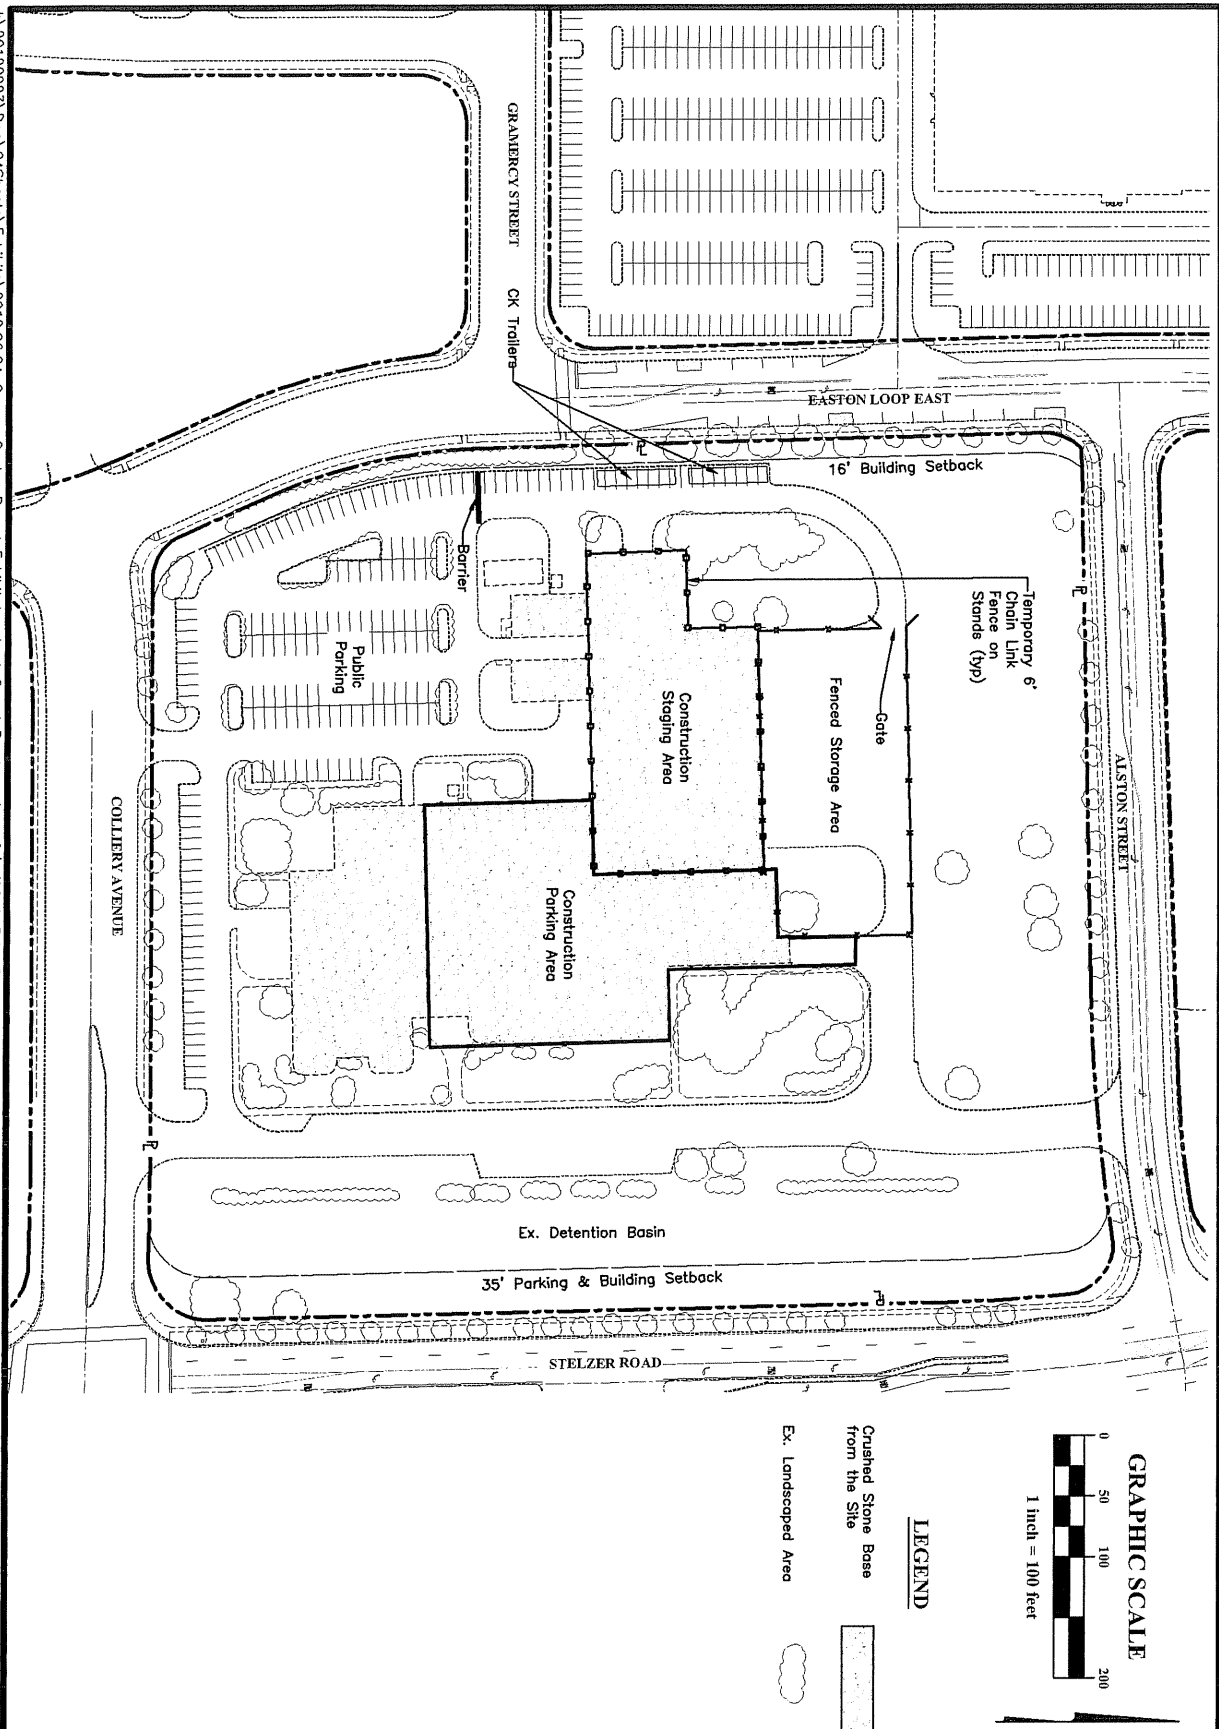 GRAMERCY STREET
CK Trailers
EASTON LOOP EAST
16' Building Setback
Barrier
Temporary 6'
Chain Link
Fence on
Stands (typ)
Gate
Fenced Storage Area
Construction
Staging Area
Public
Parking
Construction
Parking Area
ALSTON STREET
COLLIERY AVENUE
Ex. Detention Basin
35' Parking & Building Setback
STELZER ROAD
GRAPHIC SCALE
0 50 100 200
1 inch = 100 feet
LEGEND
Crushed Stone Base
from the Site
Ex. Landscaped Area